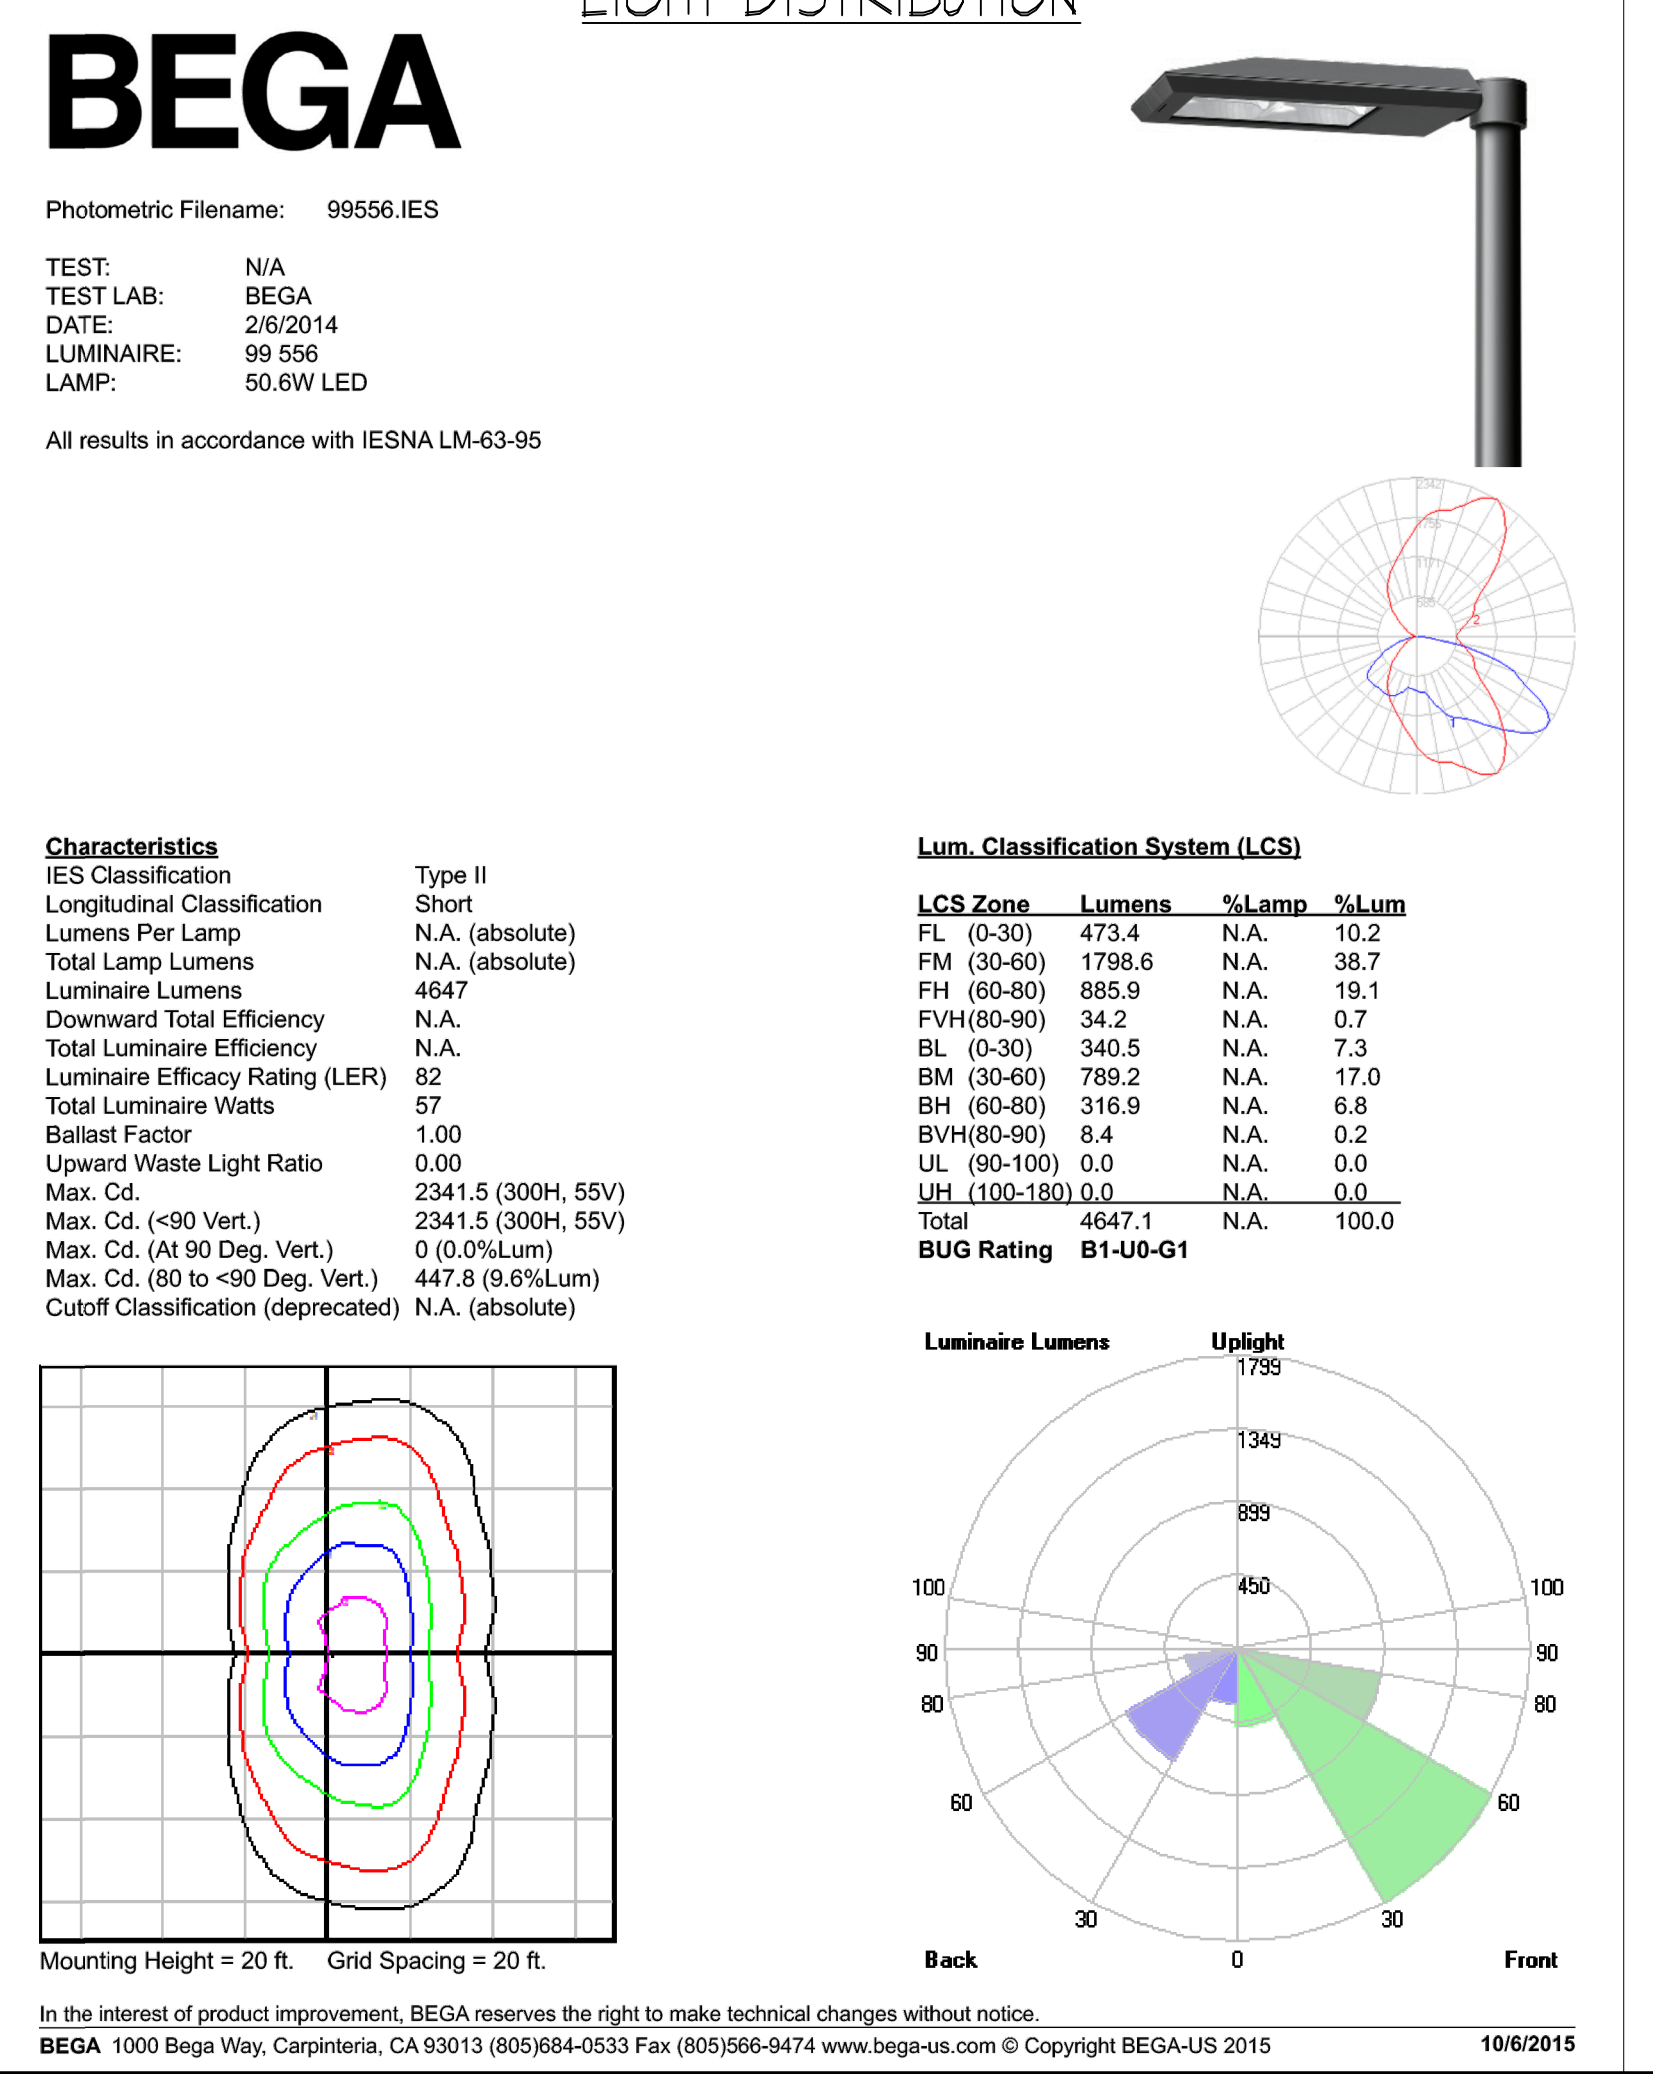 LIGHT DISTRIBUTION
BEGA
Photometric Filename: 99556.IES
TEST: N/A
TEST LAB: BEGA
DATE: 2/6/2014
LUMINAIRE: 99 556
LAMP: 50.6W LED
All results in accordance with IESNA LM-63-95
2342
1755
1171
585
2
1
Characteristics
IES Classification Type II
Longitudinal Classification Short
Lumens Per Lamp N.A. (absolute)
Total Lamp Lumens N.A. (absolute)
Luminaire Lumens 4647
Downward Total Efficiency N.A.
Total Luminaire Efficiency N.A.
Luminaire Efficacy Rating (LER) 82
Total Luminaire Watts 57
Ballast Factor 1.00
Upward Waste Light Ratio 0.00
Max. Cd. 2341.5 (300H, 55V)
Max. Cd. (<90 Vert.) 2341.5 (300H, 55V)
Max. Cd. (At 90 Deg. Vert.) 0 (0.0%Lum)
Max. Cd. (80 to <90 Deg. Vert.) 447.8 (9.6%Lum)
Cutoff Classification (deprecated) N.A. (absolute)
Lum. Classification System (LCS)
LCS Zone Lumens %Lamp %Lum
FL (0-30) 473.4 N.A. 10.2
FM (30-60) 1798.6 N.A. 38.7
FH (60-80) 885.9 N.A. 19.1
FVH(80-90) 34.2 N.A. 0.7
BL (0-30) 340.5 N.A. 7.3
BM (30-60) 789.2 N.A. 17.0
BH (60-80) 316.9 N.A. 6.8
BVH(80-90) 8.4 N.A. 0.2
UL (90-100) 0.0 N.A. 0.0
UH (100-180) 0.0 N.A. 0.0
Total 4647.1 N.A. 100.0
BUG Rating B1-U0-G1
Luminaire Lumens Uplight
1799
1349
899
450
100 100
90 90
80 80
60 60
30 30
Back 0 Front
Mounting Height = 20 ft. Grid Spacing = 20 ft.
In the interest of product improvement, BEGA reserves the right to make technical changes without notice.
BEGA 1000 Bega Way, Carpinteria, CA 93013 (805)684-0533 Fax (805)566-9474 www.bega-us.com © Copyright BEGA-US 2015 10/6/2015